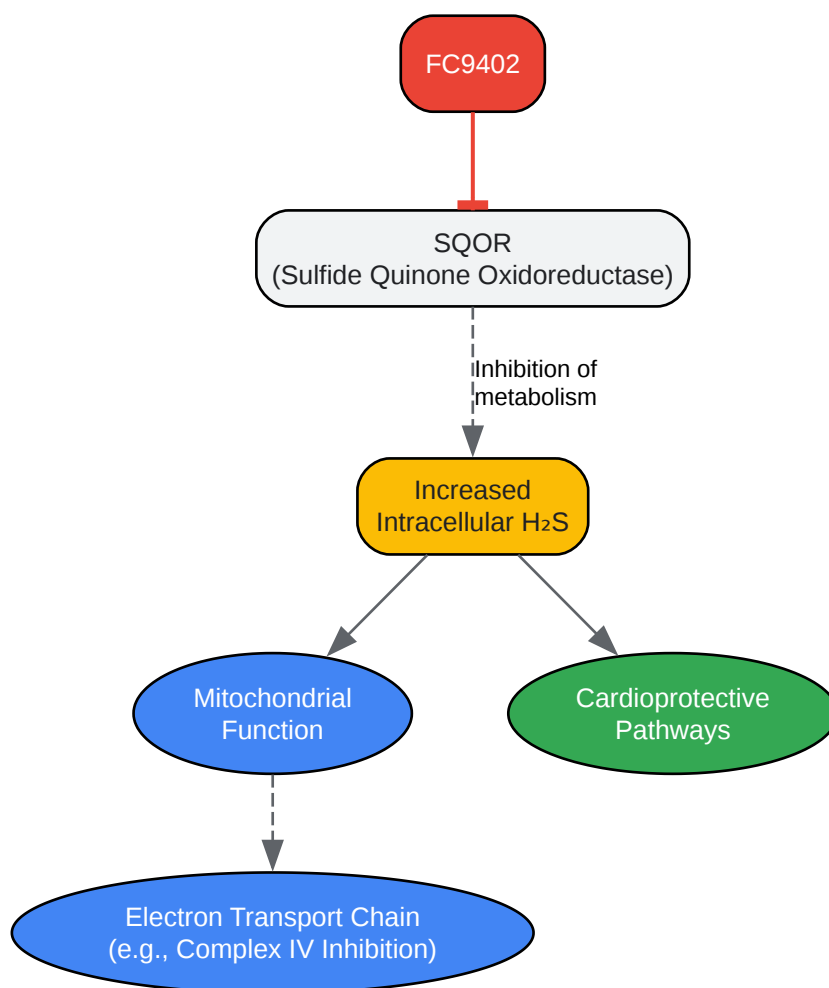 FC9402
SQOR
(Sulfide Quinone Oxidoreductase)
Inhibition of
metabolism
Increased
Intracellular H₂S
Mitochondrial
Function
Cardioprotective
Pathways
Electron Transport Chain
(e.g., Complex IV Inhibition)